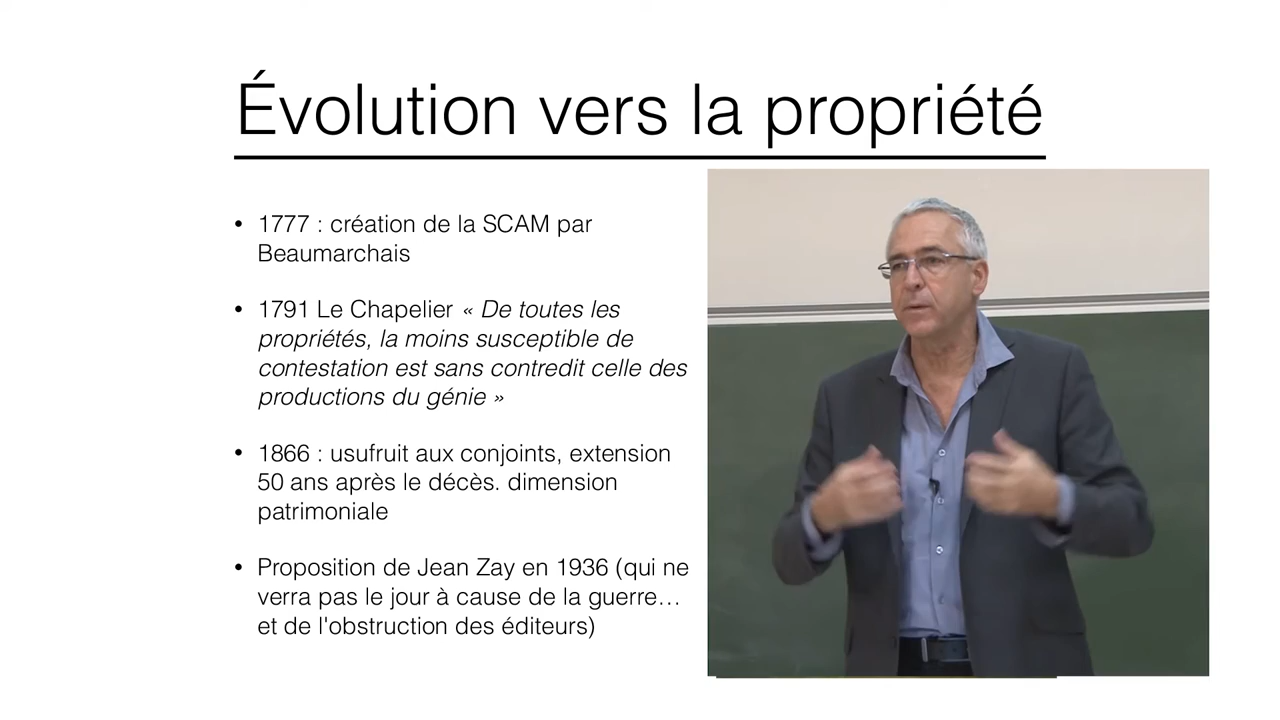 Évolution vers la propriété
• 1777 : création de la SCAM par
Beaumarchais
• 1791 Le Chapelier « De toutes les
propriétés, la moins susceptible de
contestation est sans contredit celle des
productions du génie »
• 1866 : usufruit aux conjoints, extension
50 ans après le décès. dimension
patrimoniale
• Proposition de Jean Zay en 1936 (qui ne
verra pas le jour à cause de la guerre…
et de l'obstruction des éditeurs)